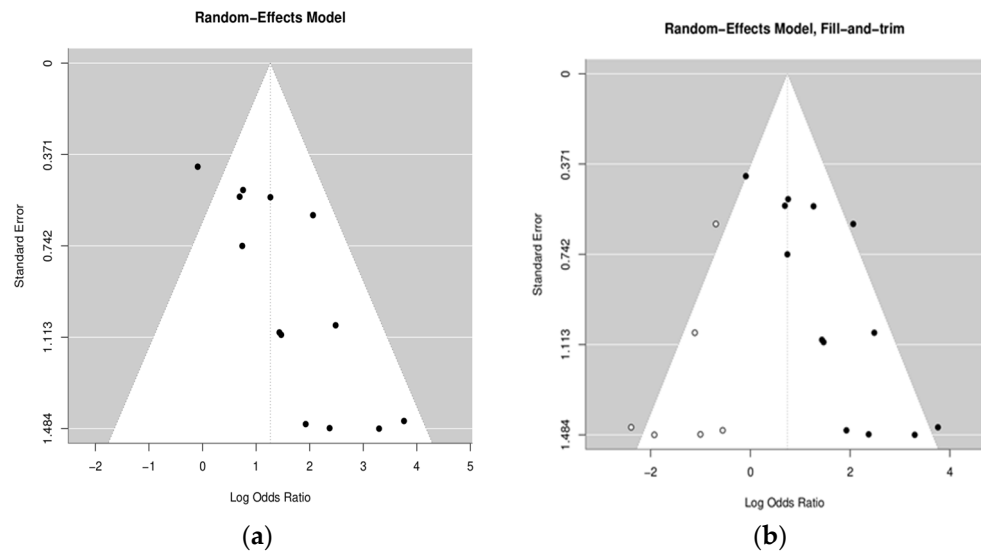 Random−Effects Model
Standard Error
0
0.371
0.742
1.113
1.484
−2 −1 0 1 2 3 4 5
Log Odds Ratio
(a)
Random−Effects Model, Fill−and−trim
Standard Error
0
0.371
0.742
1.113
1.484
−2 0 2 4
Log Odds Ratio
(b)